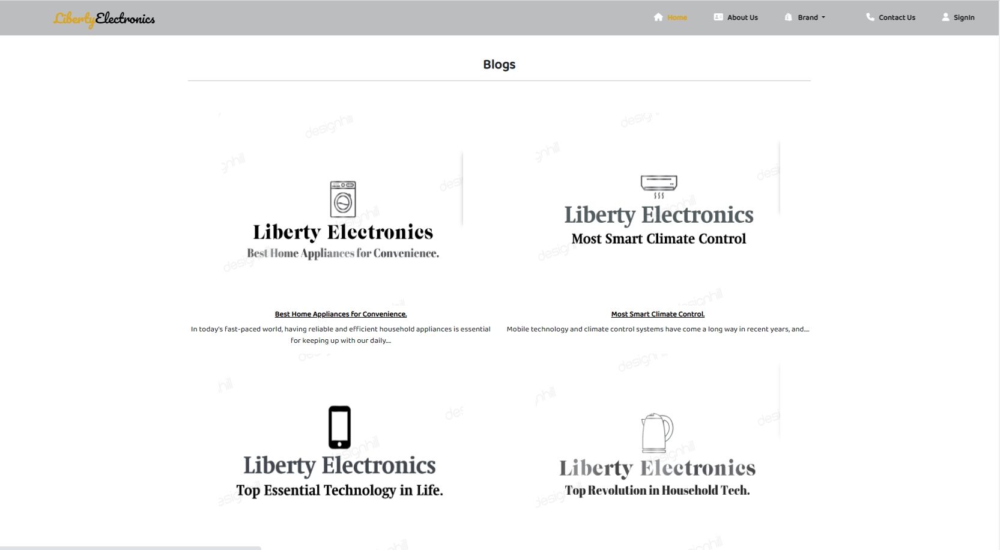 LibertyElectronics
Home
About Us
Brand
Contact Us
SignIn
Blogs
designhill
Liberty Electronics
Best Home Appliances for Convenience.
Liberty Electronics
Most Smart Climate Control
Best Home Appliances for Convenience.
In today's fast-paced world, having reliable and efficient household appliances is essential
for keeping up with our daily....
Most Smart Climate Control.
Mobile technology and climate control systems have come a long way in recent years, and....
Liberty Electronics
Top Essential Technology in Life.
Liberty Electronics
Top Revolution in Household Tech.